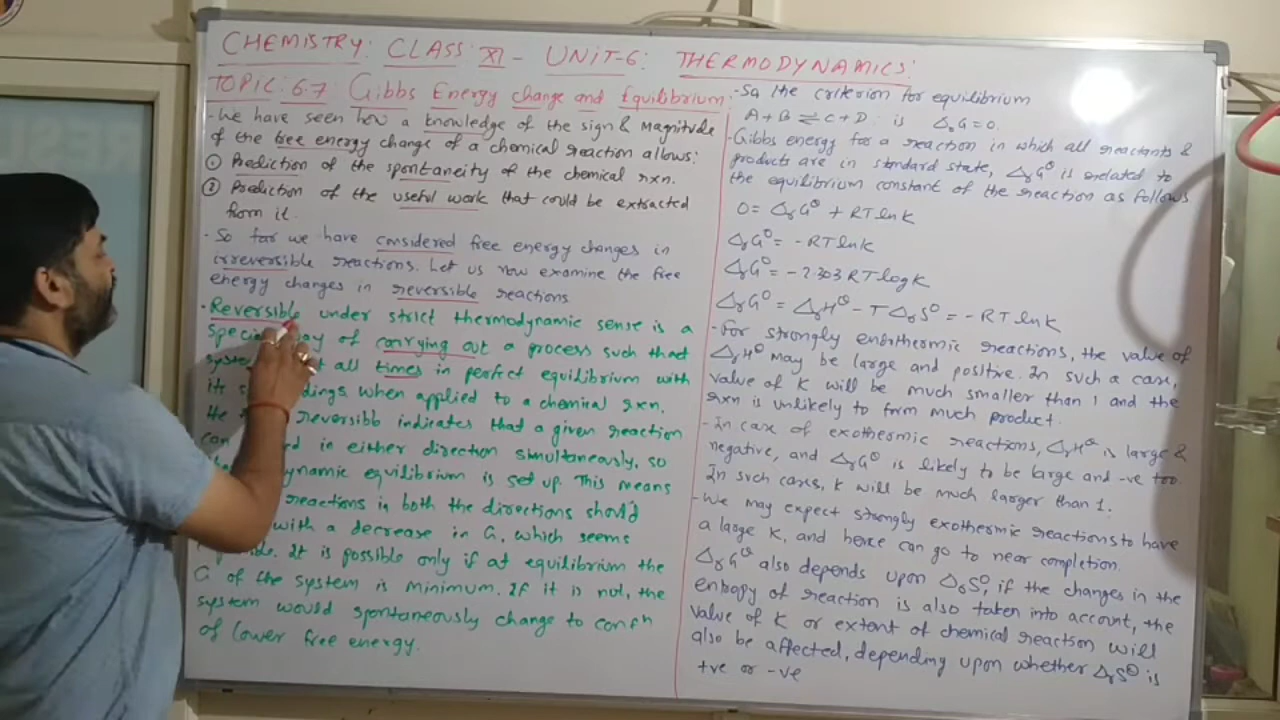 CHEMISTRY: CLASS XI - UNIT-6: THERMODYNAMICS:
TOPIC: 6.7: Gibbs Energy change and Equilibrium:
- We have seen how a knowledge of the sign & Magnitude
of the free energy change of a chemical reaction allows:
① Prediction of the spontaneity of the chemical rxn.
② Prediction of the useful work that could be extracted
from it.
- So far we have considered free energy changes in
irreversible reactions. Let us now examine the free
energy changes in reversible reactions
- Reversible under strict thermodynamic sense is a
of carrying out a process such that
all times in perfect equilibrium with
its when applied to a chemical rxn.
indicates that a given reaction
can in either direction simultaneously, so
equilibrium is set up. This means
reactions in both the directions should
with a decrease in G, which seems
It is possible only if at equilibrium the
G of the system is minimum. If it is not, the
system would spontaneously change to confn
of lower free energy.
- So the criterion for equilibrium
A + B ⇌ C + D: is ΔrG = 0.
- Gibbs energy for a reaction in which all reactants &
products are in standard state, ΔrG⊖ is related to
the equilibrium constant of the reaction as follows
0 = ΔrG⊖ + RT lnK
ΔrG⊖ = -RT lnK
ΔrG⊖ = -2.303 RT logK
ΔrG⊖ = ΔrH⊖ - TΔrS⊖ = -RT lnK
- For strongly endothermic reactions, the value of
ΔrH⊖ may be large and positive. In such a case,
value of K will be much smaller than 1 and the
rxn is unlikely to form much product.
- In case of exothermic reactions, ΔrH⊖ is large &
negative, and ΔrG⊖ is likely to be large and -ve too.
In such cases, K will be much larger than 1.
- We may expect strongly exothermic reactions to have
a large K, and hence can go to near completion.
ΔrG⊖ also depends upon ΔrS⊖, if the changes in the
entropy of reaction is also taken into account, the
value of K or extent of chemical reaction will
also be affected, depending upon whether ΔrS⊖ is
+ve or -ve